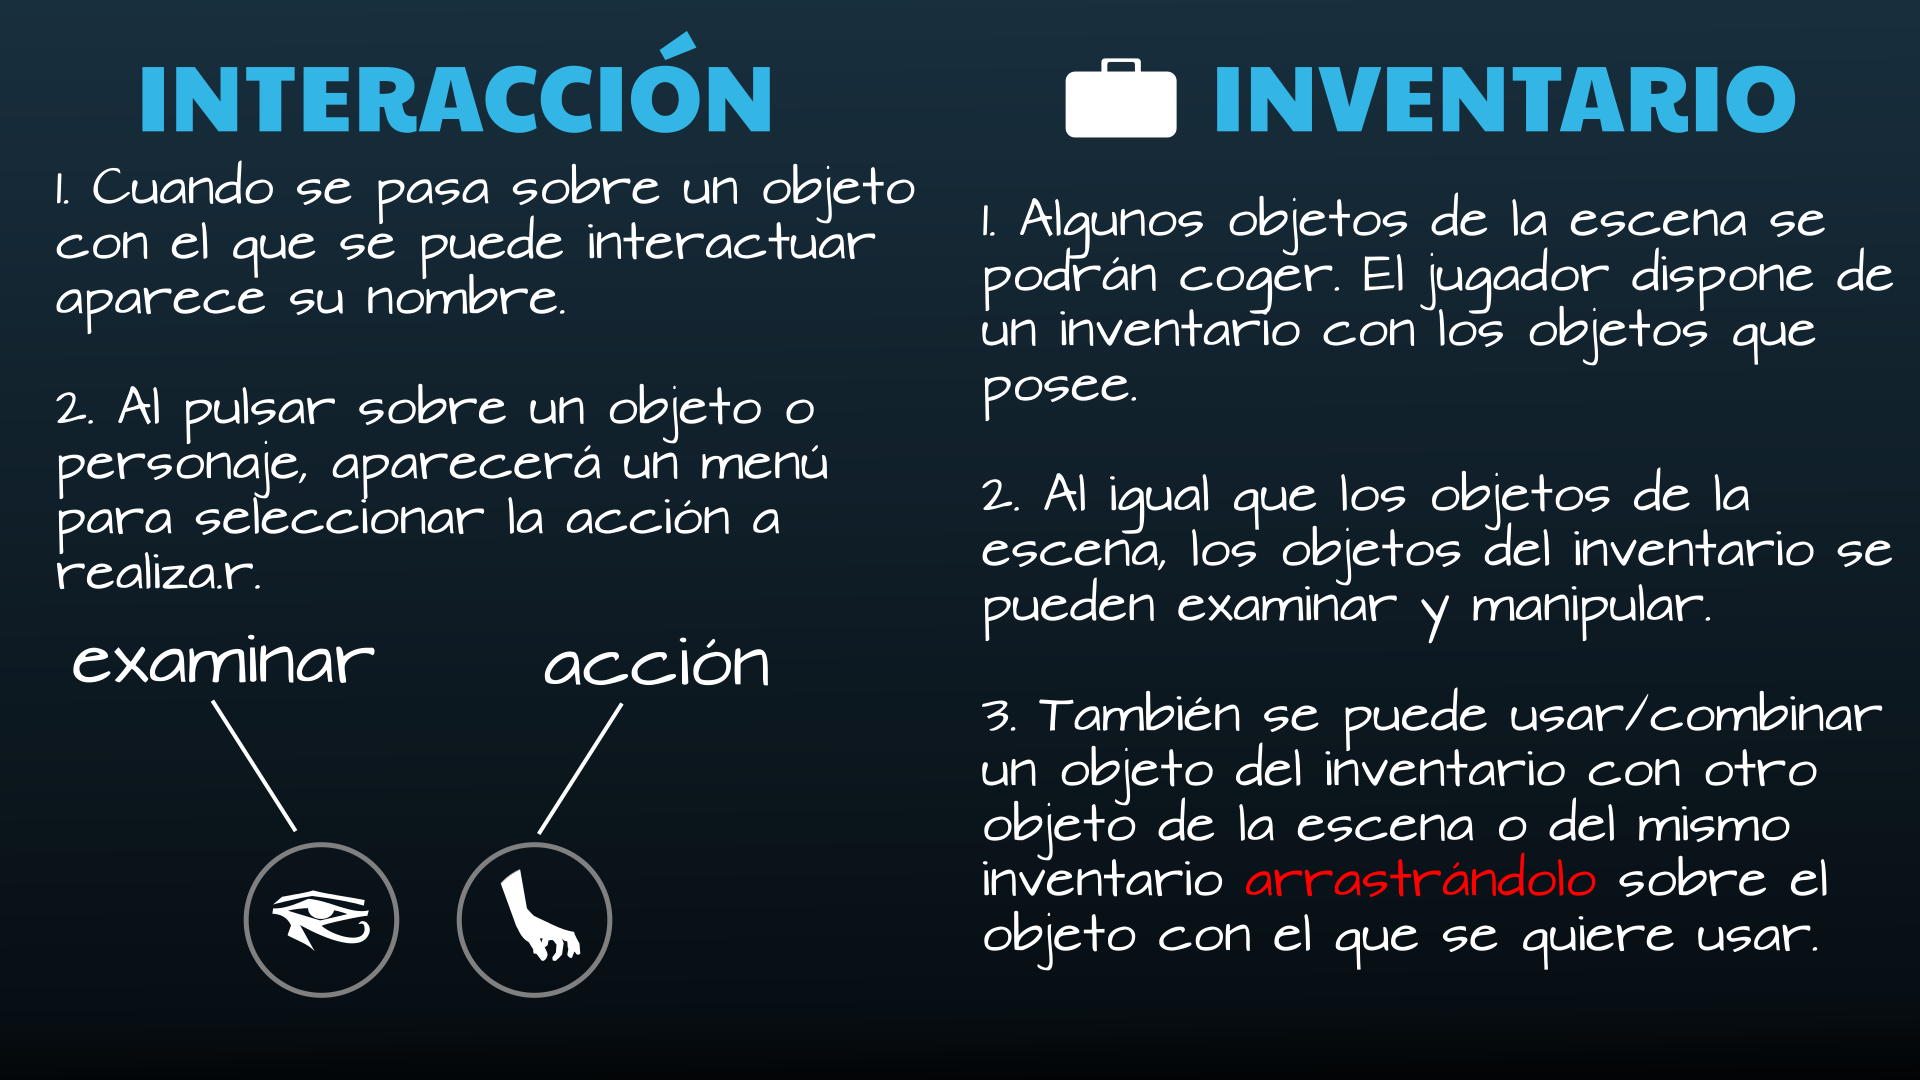 INTERACCIÓN
1. Cuando se pasa sobre un objeto
con el que se puede interactuar
aparece su nombre.
2. Al pulsar sobre un objeto o
personaje, aparecerá un menú
para seleccionar la acción a
realiza.r.
examinar
acción
INVENTARIO
1. Algunos objetos de la escena se
podrán coger. El jugador dispone de
un inventario con los objetos que
posee.
2. Al igual que los objetos de la
escena, los objetos del inventario se
pueden examinar y manipular.
3. También se puede usar/combinar
un objeto del inventario con otro
objeto de la escena o del mismo
inventario arrastrándolo sobre el
objeto con el que se quiere usar.